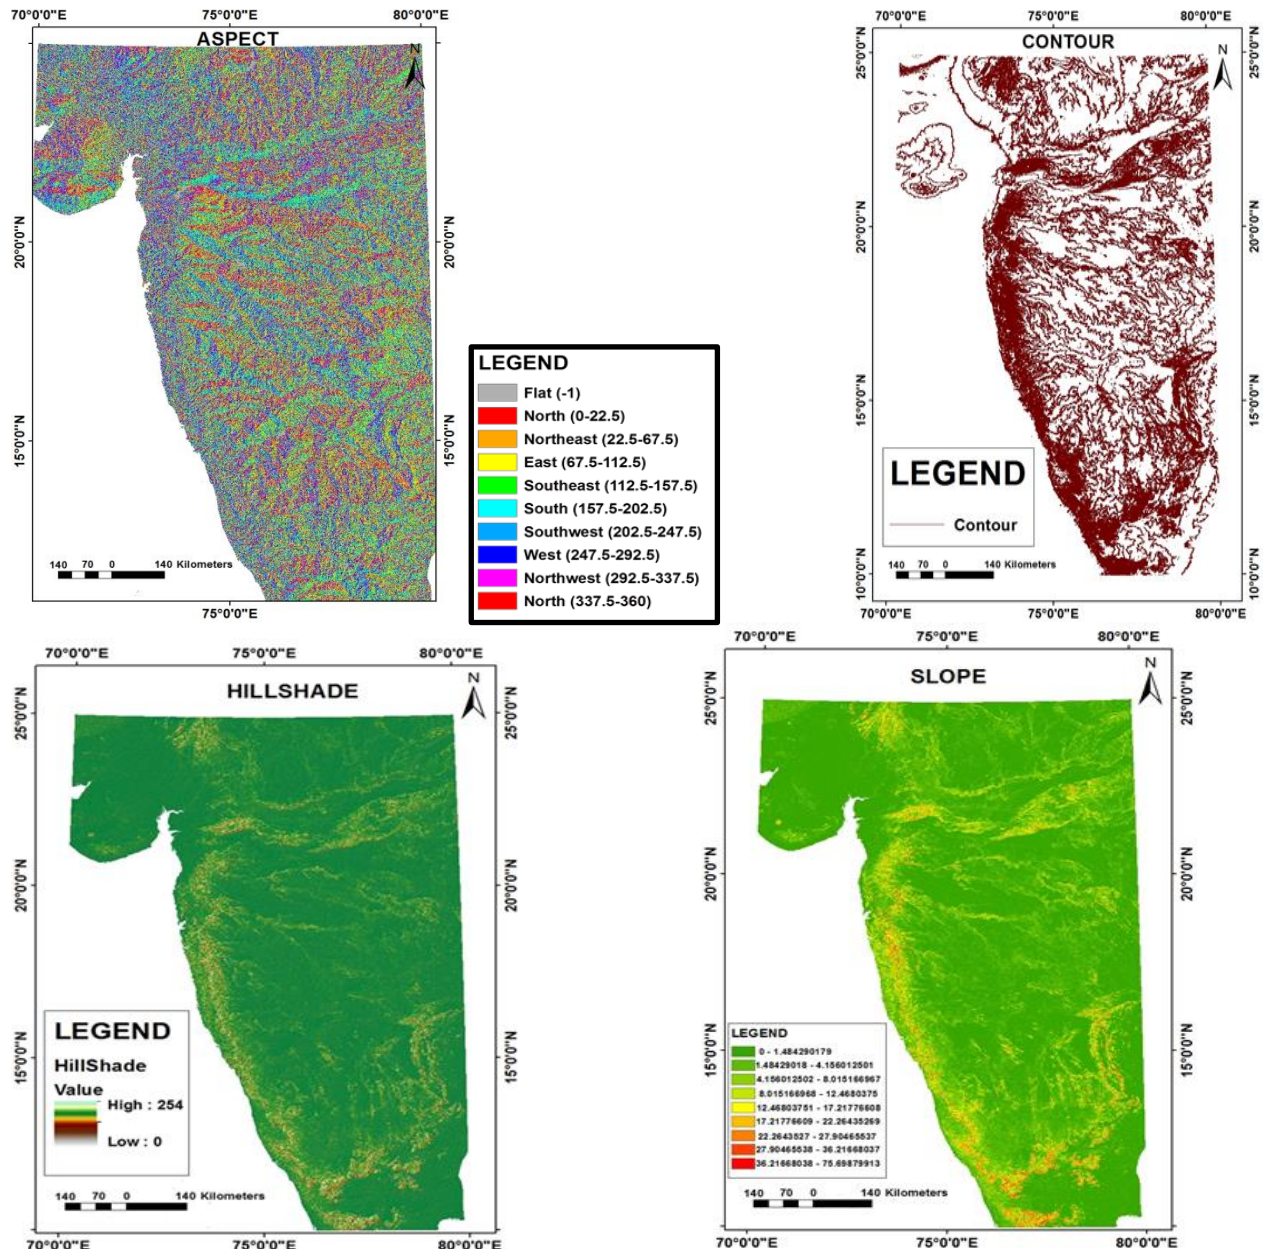 70°0'0"E 75°0'0"E 80°0'0"E
ASPECT
N
20°0'0"N 20°0'0"N
15°0'0"N 15°0'0"N
140 70 0 140 Kilometers
75°0'0"E
LEGEND
Flat (-1)
North (0-22.5)
Northeast (22.5-67.5)
East (67.5-112.5)
Southeast (112.5-157.5)
South (157.5-202.5)
Southwest (202.5-247.5)
West (247.5-292.5)
Northwest (292.5-337.5)
North (337.5-360)
70°0'0"E 75°0'0"E 80°0'0"E
CONTOUR
N
25°0'0"N 25°0'0"N
20°0'0"N 20°0'0"N
15°0'0"N 15°0'0"N
10°0'0"N 10°0'0"N
LEGEND
Contour
140 70 0 140 Kilometers
70°0'0"E 75°0'0"E 80°0'0"E
70°0'0"E 75°0'0"E 80°0'0"E
HILLSHADE
N
25°0'0"N 25°0'0"N
20°0'0"N 20°0'0"N
15°0'0"N 15°0'0"N
LEGEND
HillShade
Value
High : 254
Low : 0
140 70 0 140 Kilometers
70°0'0"E 75°0'0"E 80°0'0"E
70°0'0"E 75°0'0"E 80°0'0"E
SLOPE
N
25°0'0"N 25°0'0"N
20°0'0"N 20°0'0"N
15°0'0"N 15°0'0"N
LEGEND
0 - 1.484290179
1.48429018 - 4.156012501
4.156012502 - 8.015166967
8.015166968 - 12.4680375
12.46803751 - 17.21776608
17.21776609 - 22.26435269
22.2643527 - 27.90465537
27.90465538 - 36.21668037
36.21668038 - 75.69879913
140 70 0 140 Kilometers
70°0'0"E 75°0'0"E 80°0'0"E